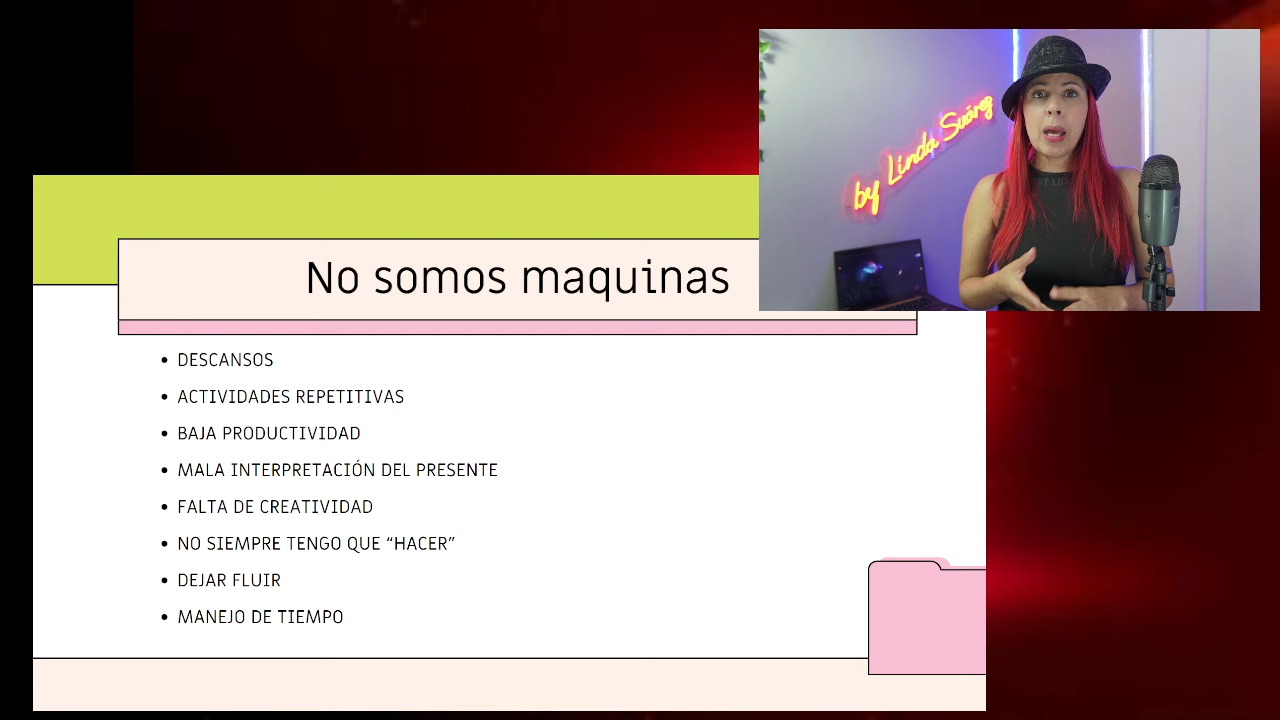 by Linda Suárez
No somos maquinas
• DESCANSOS
• ACTIVIDADES REPETITIVAS
• BAJA PRODUCTIVIDAD
• MALA INTERPRETACIÓN DEL PRESENTE
• FALTA DE CREATIVIDAD
• NO SIEMPRE TENGO QUE “HACER”
• DEJAR FLUIR
• MANEJO DE TIEMPO